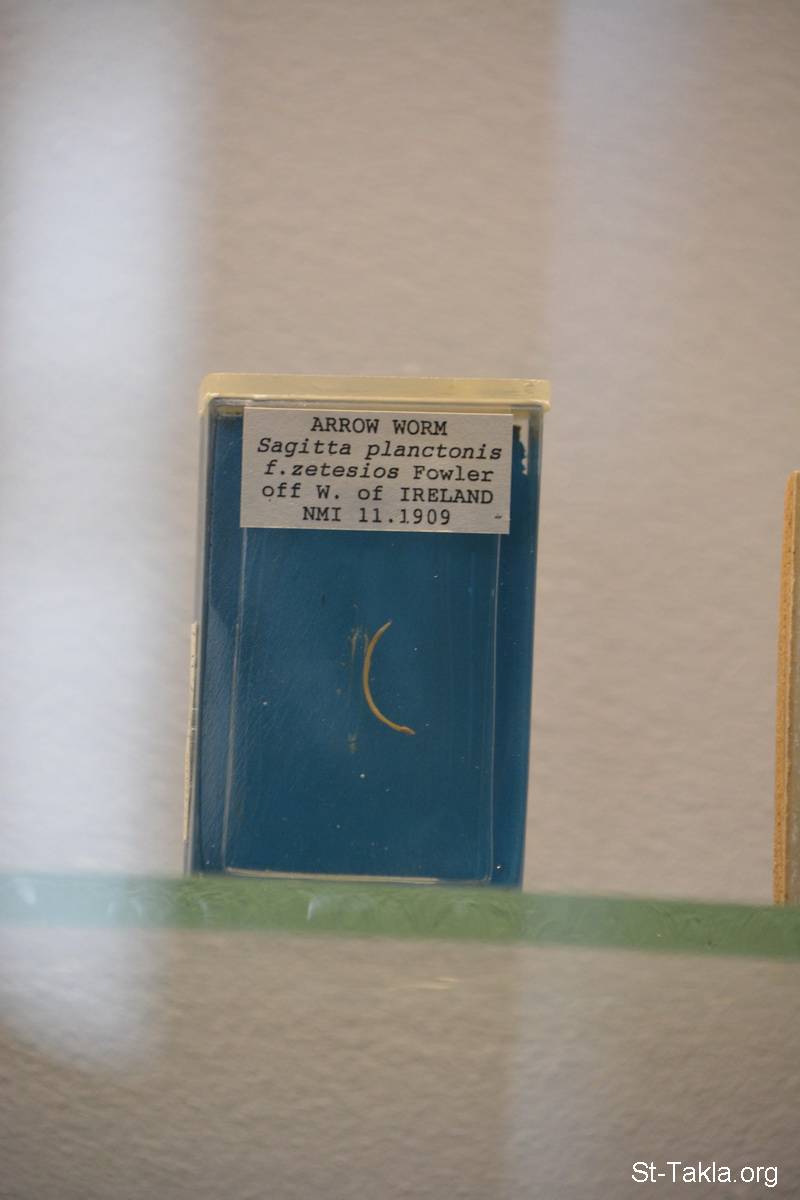 ARROW WORM
Sagitta planctonis
f.zetesios Fowler
off W. of IRELAND
NMI 11.1909
St-Takla.org